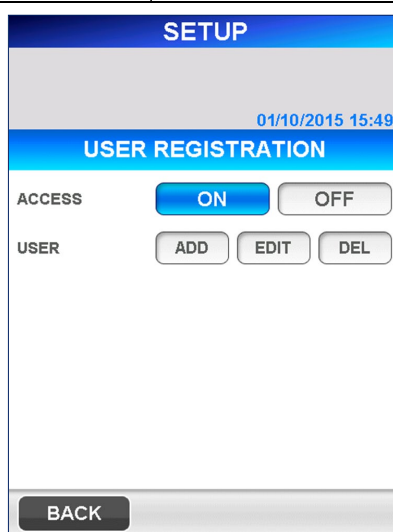 SETUP
01/10/2015 15:49
USER REGISTRATION
ACCESS ON OFF
USER ADD EDIT DEL
BACK